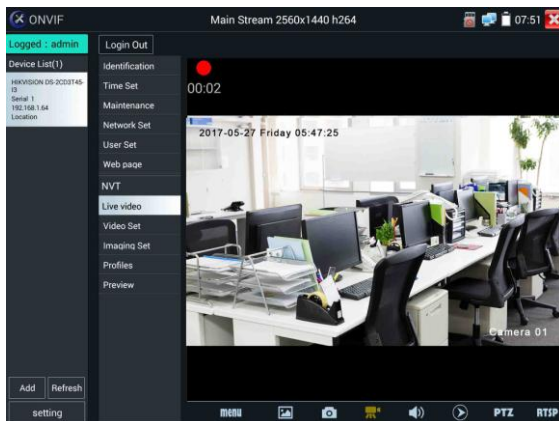 ONVIF
Main Stream 2560x1440 h264
07:51
Logged : admin
Login Out
Device List(1)
HIKVISION DS-2CD3T45-
I3
Serial 1
192.168.1.64
Location
Identification
Time Set
Maintenance
Network Set
User Set
Web page
NVT
Live video
Video Set
Imaging Set
Profiles
Preview
00:02
2017-05-27 Friday 05:47:25
Camera 01
Add
Refresh
setting
menu
PTZ
RTSP